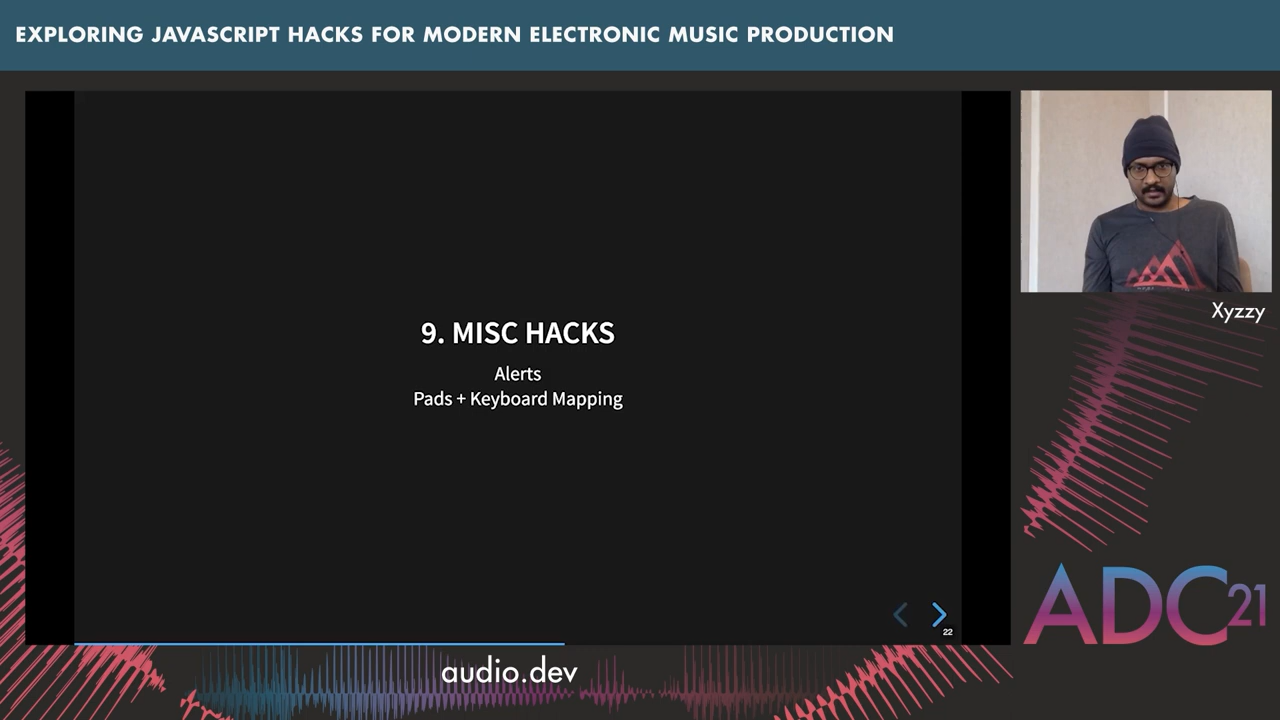 EXPLORING JAVASCRIPT HACKS FOR MODERN ELECTRONIC MUSIC PRODUCTION
9. MISC HACKS
Alerts
Pads + Keyboard Mapping
22
Xyzzy
ADC21
audio.dev